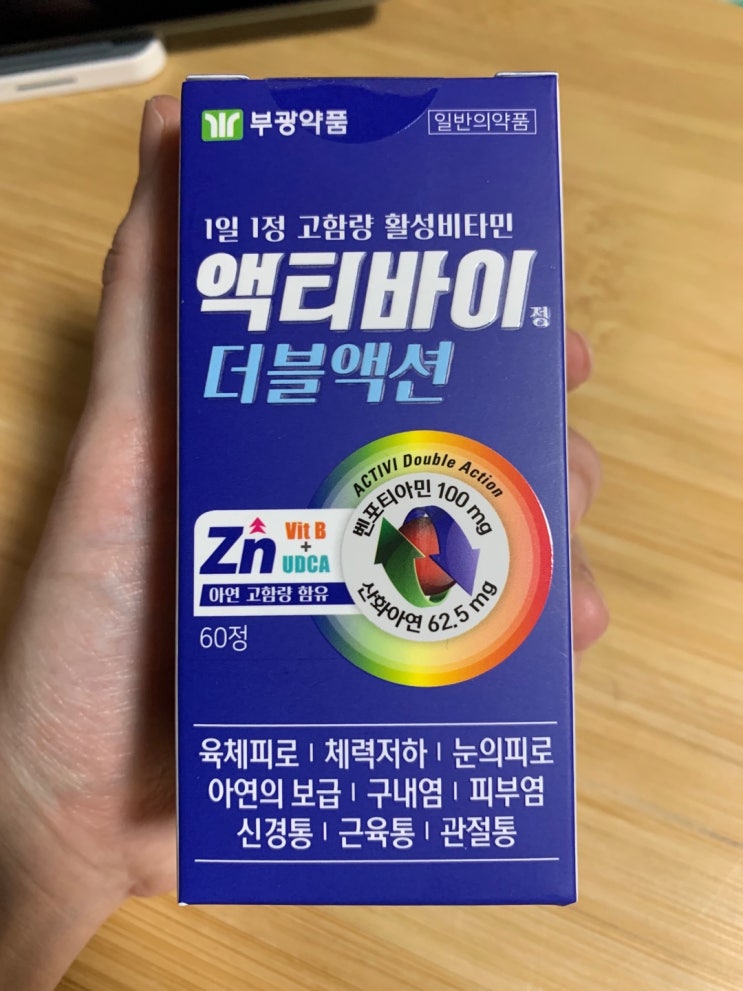 부광약품
일반의약품
1일 1정 고함량 활성비타민
액티바이정
더블액션
ACTIVI Double Action
벤포티아민 100 mg
산화아연 62.5 mg
Zn
Vit B
+
UDCA
아연 고함량 함유
60정
육체피로 | 체력저하 | 눈의피로
아연의 보급 | 구내염 | 피부염
신경통 | 근육통 | 관절통